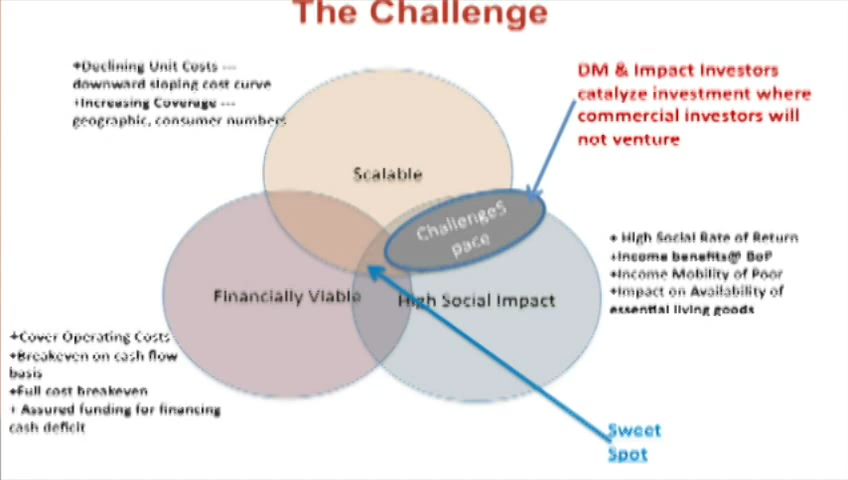 The Challenge
+Declining Unit Costs ---
downward sloping cost curve
+Increasing Coverage ---
geographic, consumer numbers
DM & Impact Investors
catalyze investment where
commercial investors will
not venture
Scalable
ChallengeS
pace
Financially Viable
High Social Impact
+ High Social Rate of Return
+Income benefits@ BoP
+Income Mobility of Poor
+Impact on Availability of
essential living goods
+Cover Operating Costs
+Breakeven on cash flow
basis
+Full cost breakeven
+ Assured funding for financing
cash deficit
Sweet
Spot